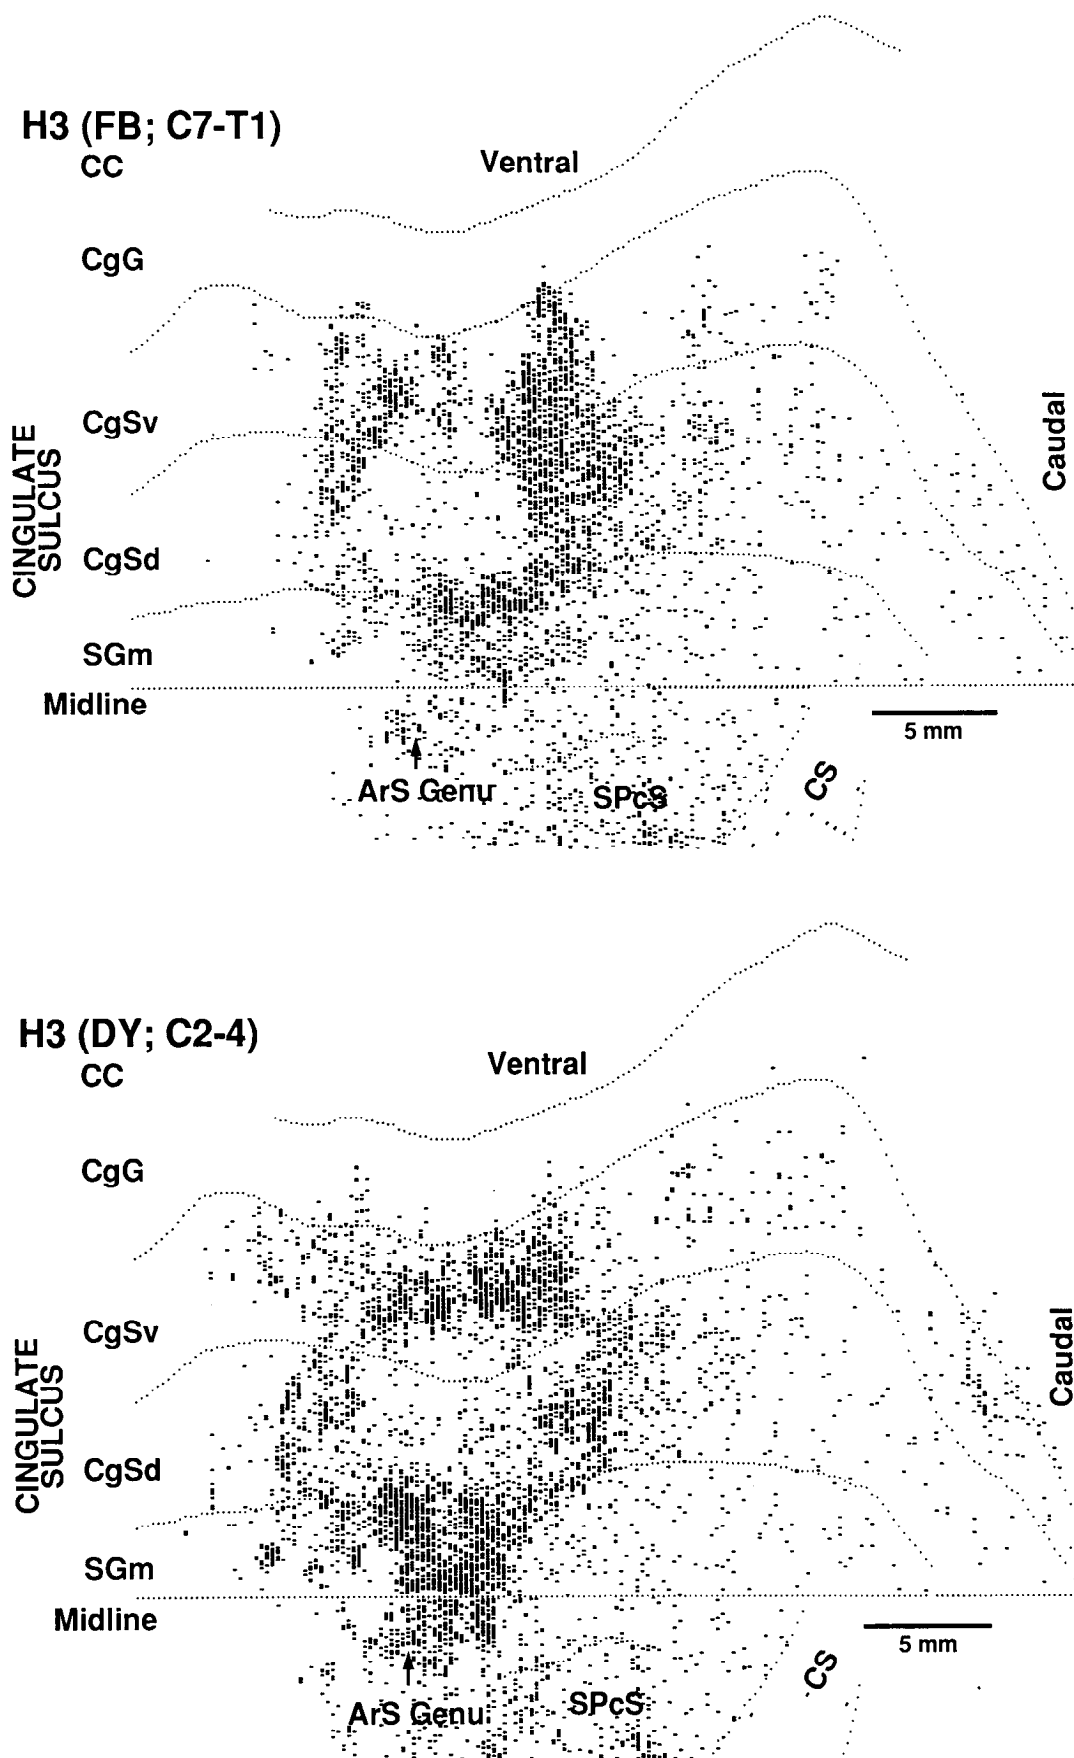 H3 (FB; C7-T1)
CC
Ventral
CgG
CgSv
CINGULATE
SULCUS
Caudal
CgSd
SGm
Midline
5 mm
ArS Genu
SPcS
CS
H3 (DY; C2-4)
CC
Ventral
CgG
CgSv
CINGULATE
SULCUS
Caudal
CgSd
SGm
Midline
5 mm
ArS Genu
SPcS
CS